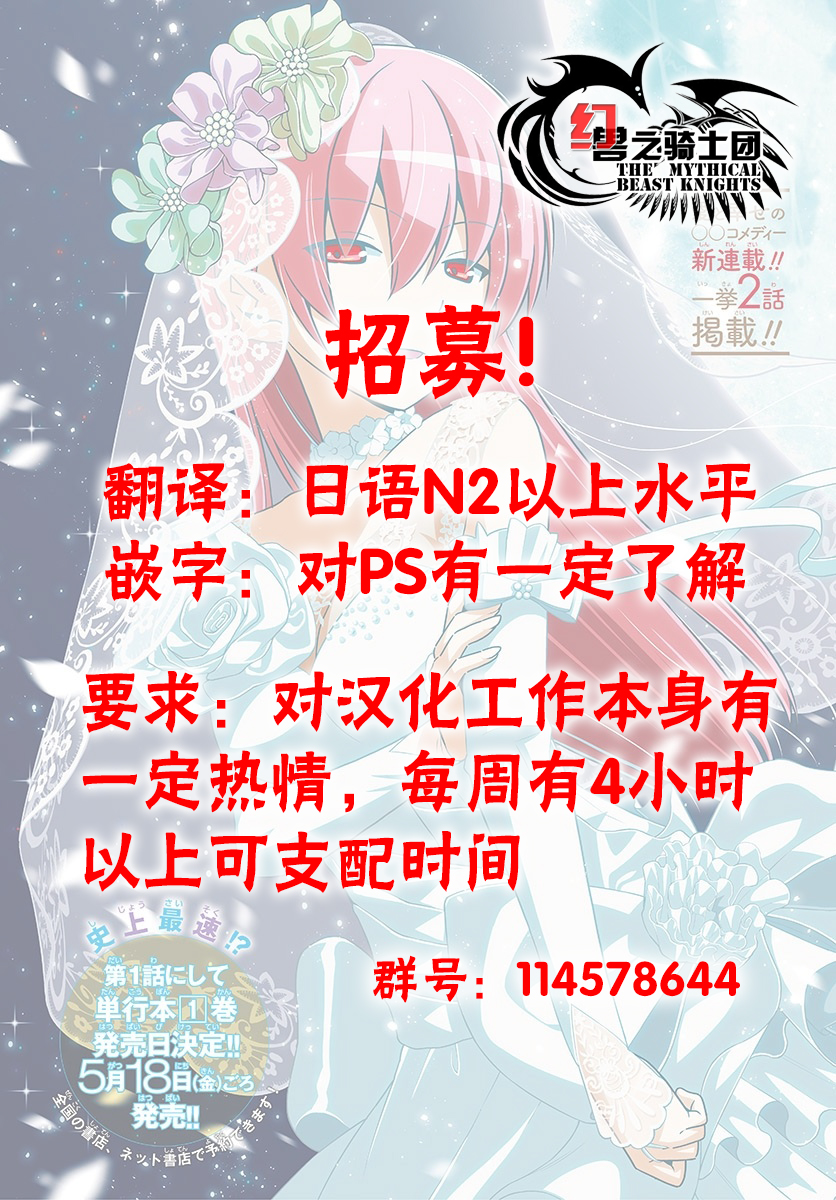 幻兽之骑士团
THE MYTHICAL
BEAST KNIGHTS
せの
〇〇コメディー
新連載!!
一挙2話
掲載!!
招募!
翻译：日语N2以上水平
嵌字：对PS有一定了解
要求：对汉化工作本身有
一定热情，每周有4小时
以上可支配时间
群号：114578644
史上最速!?
第1話にして
単行本1巻
発売日決定!!
5月18日(金)ごろ
発売!!
全国の書店、ネット書店で予約できます!